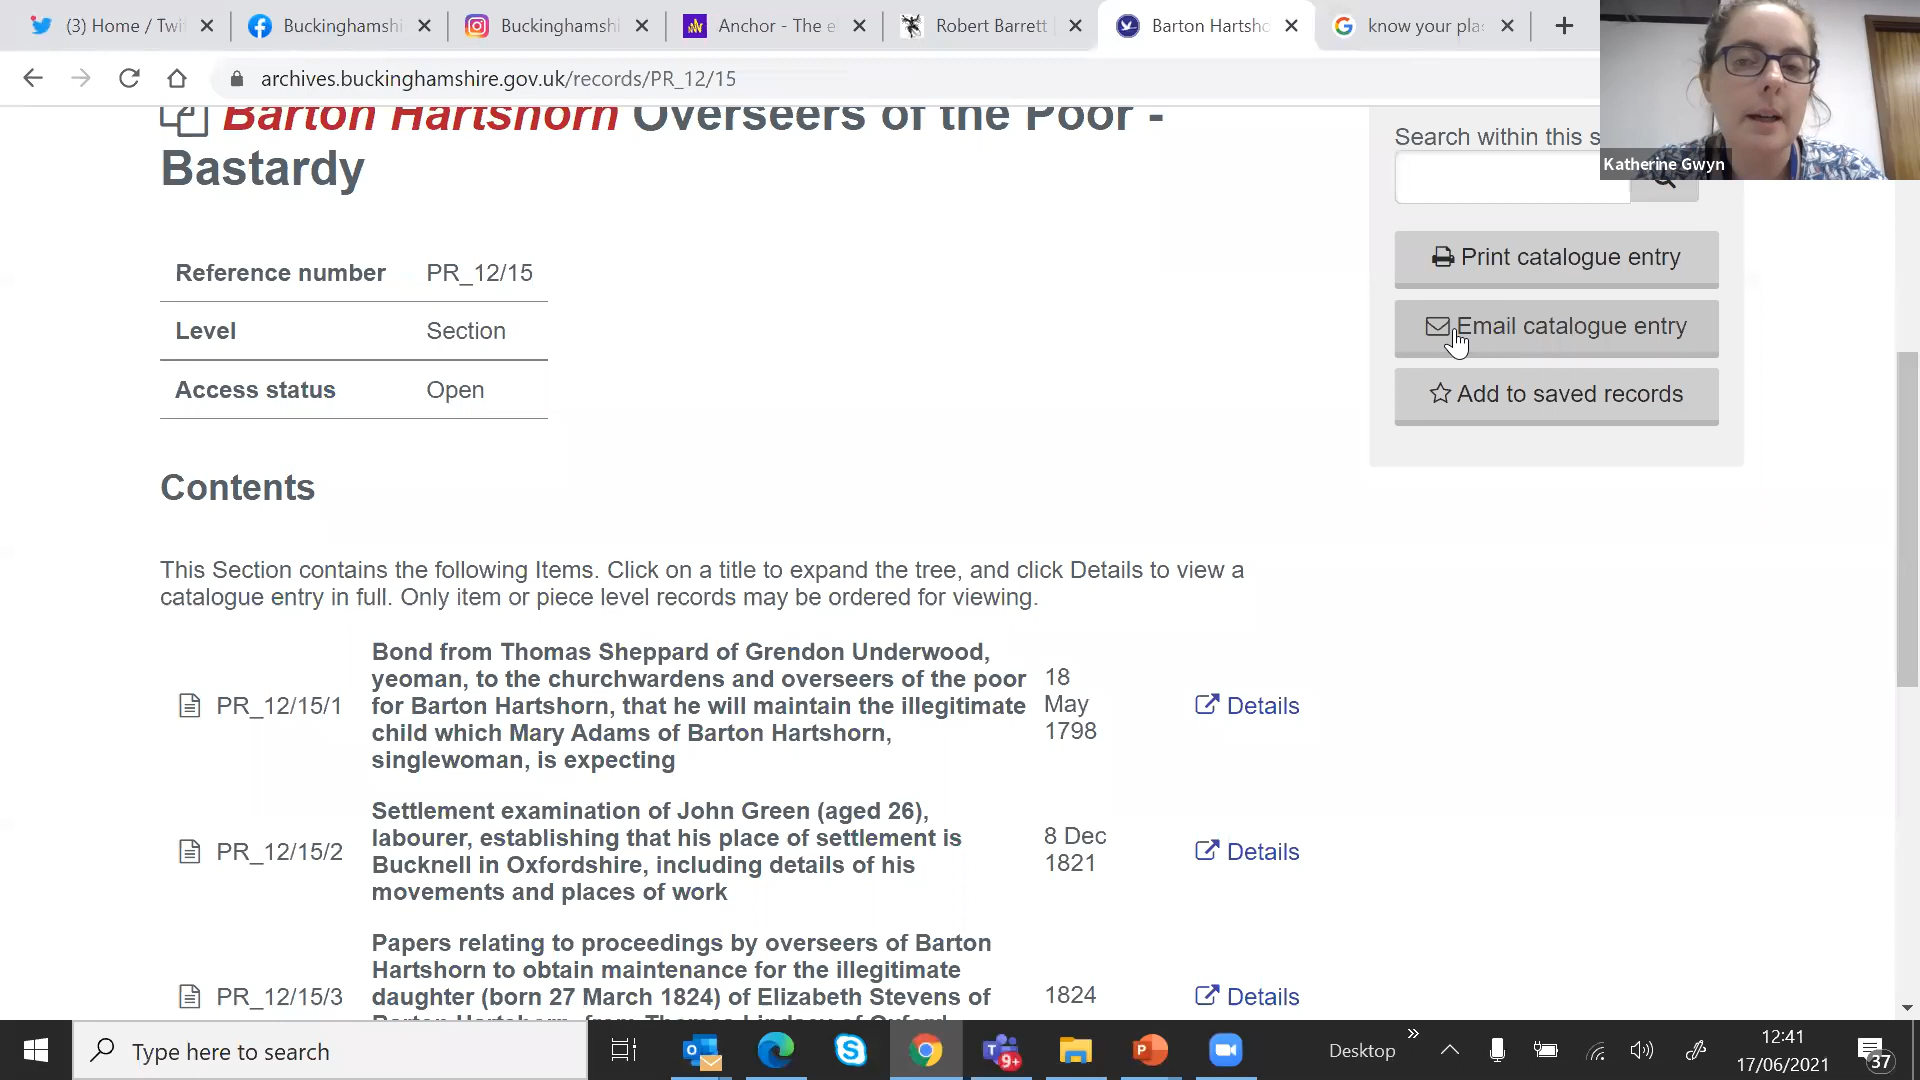 (3) Home / Twi
Buckinghamshi
Buckinghamshi
Anchor - The e
Robert Barrett
Barton Hartsho
know your pla
archives.buckinghamshire.gov.uk/records/PR_12/15
Barton Hartshorn Overseers of the Poor -
Bastardy
Reference number PR_12/15
Level Section
Access status Open
Search within this s
Katherine Gwyn
Print catalogue entry
Email catalogue entry
Add to saved records
Contents
This Section contains the following Items. Click on a title to expand the tree, and click Details to view a
catalogue entry in full. Only item or piece level records may be ordered for viewing.
PR_12/15/1
Bond from Thomas Sheppard of Grendon Underwood,
yeoman, to the churchwardens and overseers of the poor
for Barton Hartshorn, that he will maintain the illegitimate
child which Mary Adams of Barton Hartshorn,
singlewoman, is expecting
18
May
1798
Details
PR_12/15/2
Settlement examination of John Green (aged 26),
labourer, establishing that his place of settlement is
Bucknell in Oxfordshire, including details of his
movements and places of work
8 Dec
1821
Details
PR_12/15/3
Papers relating to proceedings by overseers of Barton
Hartshorn to obtain maintenance for the illegitimate
daughter (born 27 March 1824) of Elizabeth Stevens of
Barton Hartshorn, from Thomas Lindsey of Oxford
1824
Details
Type here to search
9+
Desktop
12:41
17/06/2021
37